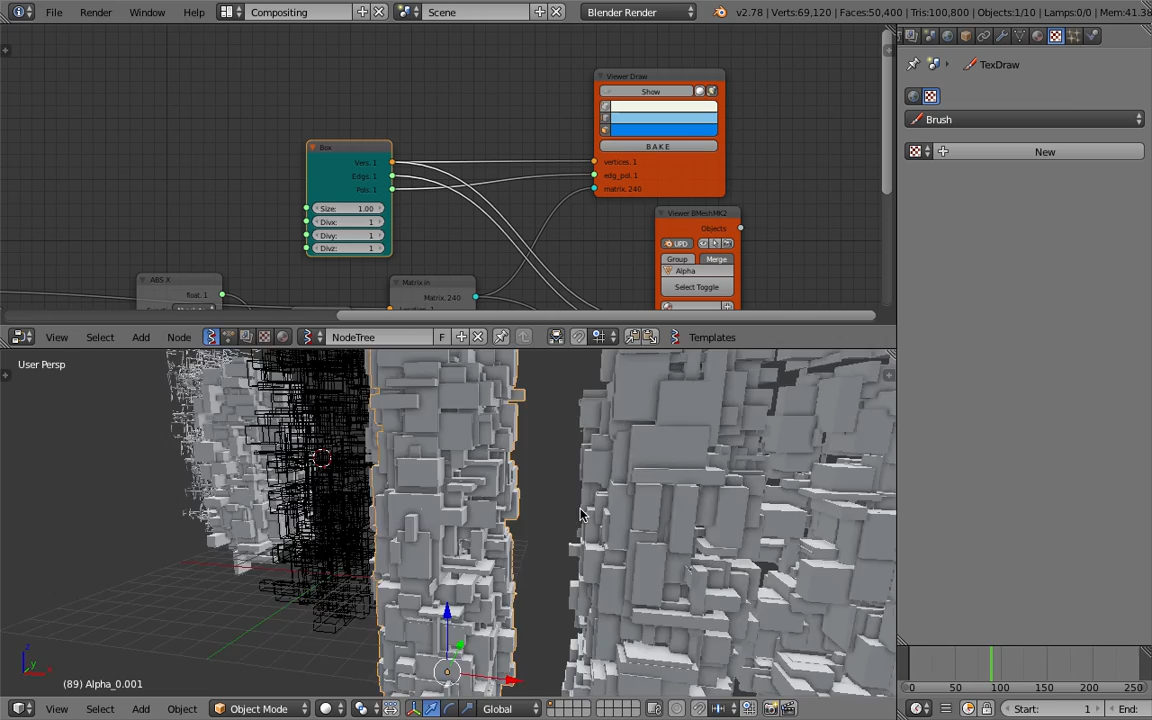 File Render Window Help Compositing Scene Blender Render v2.78 | Verts:69,120 | Faces:50,400 | Tris:100,800 | Objects:1/10 | Lamps:0/0 | Mem:41.38
TexDraw
Brush
New
Viewer Draw
Show
BAKE
vertices. 1
edg_pol. 1
matrix. 240
Box
Vers. 1
Edgs. 1
Pols. 1
Size: 1.00
Divx: 1
Divy: 1
Divz: 1
Viewer BMeshMK2
Objects
UPD
Group Merge
Alpha
Select Toggle
ABS X
float. 1
Matrix in
Matrix. 240
View Select Add Node NodeTree F Templates
User Persp
z
y
x
(89) Alpha_0.001
0 50 100 150 200 250
View Select Add Object Object Mode Global Start: 1 End: